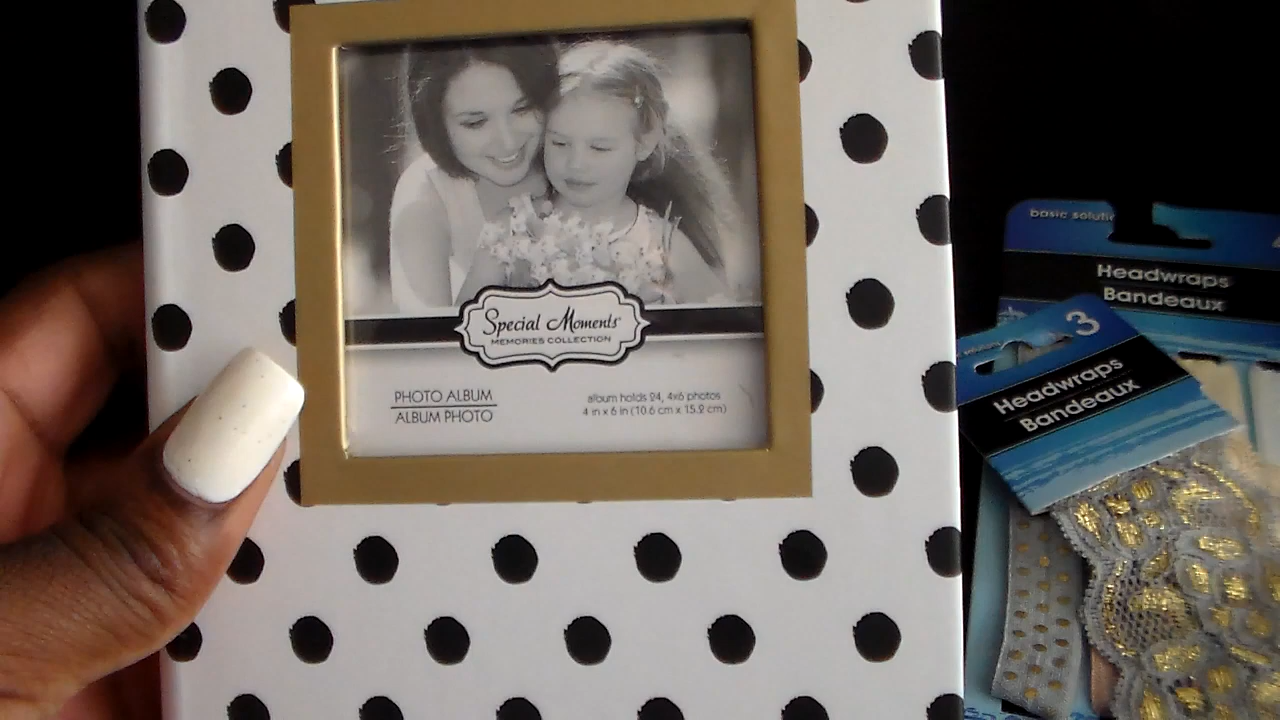 Special Moments
MEMORIES COLLECTION
PHOTO ALBUM
ALBUM PHOTO
album holds 24, 4x6 photos
4 in x 6 in (10.6 cm x 15.2 cm)
basic
Headwraps
Bandeaux
3
Headwraps
Bandeaux